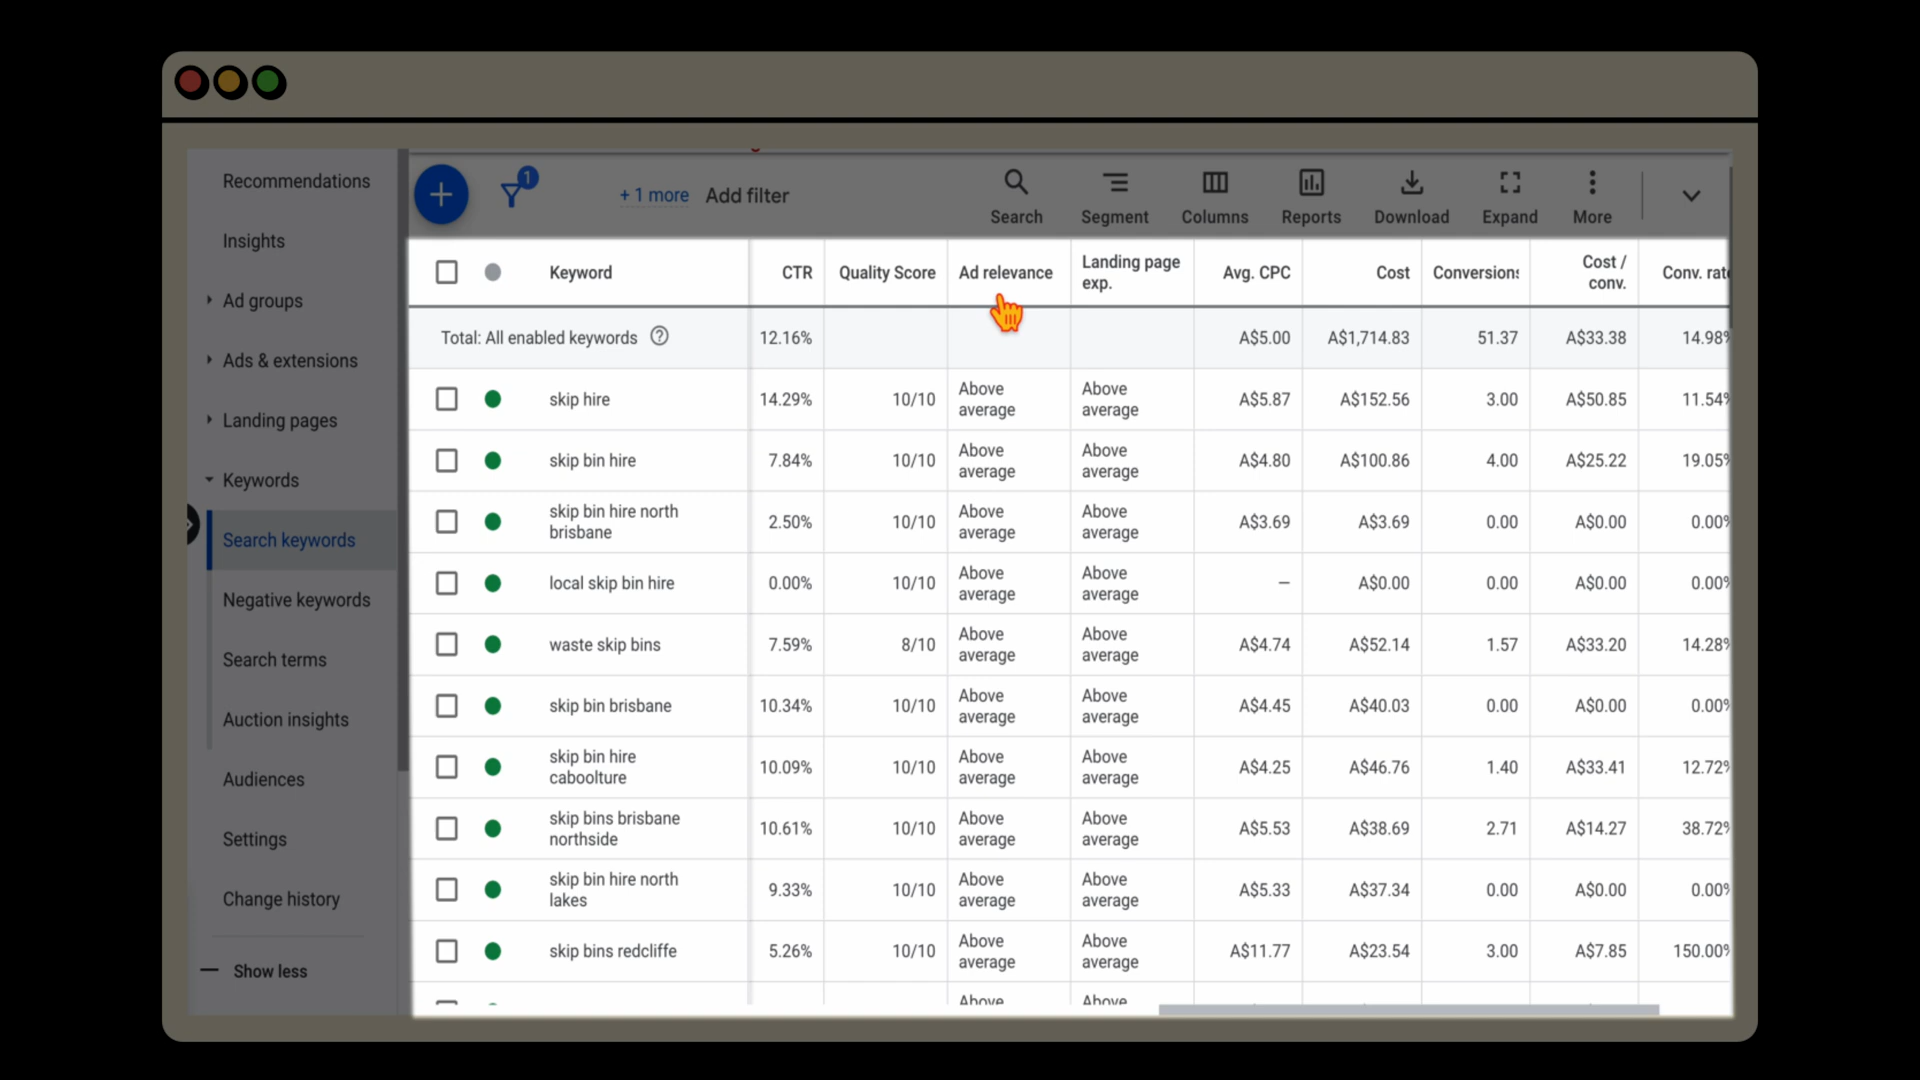 Recommendations
Insights
Ad groups
Ads & extensions
Landing pages
Keywords
Search keywords
Negative keywords
Search terms
Auction insights
Audiences
Settings
Change history
Show less
1
+ 1 more Add filter
Search Segment Columns Reports Download Expand More
Keyword CTR Quality Score Ad relevance Landing page exp. Avg. CPC Cost Conversions Cost / conv. Conv. rate
Total: All enabled keywords ? 12.16% A$5.00 A$1,714.83 51.37 A$33.38 14.98%
skip hire 14.29% 10/10 Above average Above average A$5.87 A$152.56 3.00 A$50.85 11.54%
skip bin hire 7.84% 10/10 Above average Above average A$4.80 A$100.86 4.00 A$25.22 19.05%
skip bin hire north brisbane 2.50% 10/10 Above average Above average A$3.69 A$3.69 0.00 A$0.00 0.00%
local skip bin hire 0.00% 10/10 Above average Above average – A$0.00 0.00 A$0.00 0.00%
waste skip bins 7.59% 8/10 Above average Above average A$4.74 A$52.14 1.57 A$33.20 14.28%
skip bin brisbane 10.34% 10/10 Above average Above average A$4.45 A$40.03 0.00 A$0.00 0.00%
skip bin hire caboolture 10.09% 10/10 Above average Above average A$4.25 A$46.76 1.40 A$33.41 12.72%
skip bins brisbane northside 10.61% 10/10 Above average Above average A$5.53 A$38.69 2.71 A$14.27 38.72%
skip bin hire north lakes 9.33% 10/10 Above average Above average A$5.33 A$37.34 0.00 A$0.00 0.00%
skip bins redcliffe 5.26% 10/10 Above average Above average A$11.77 A$23.54 3.00 A$7.85 150.00%
Above Above